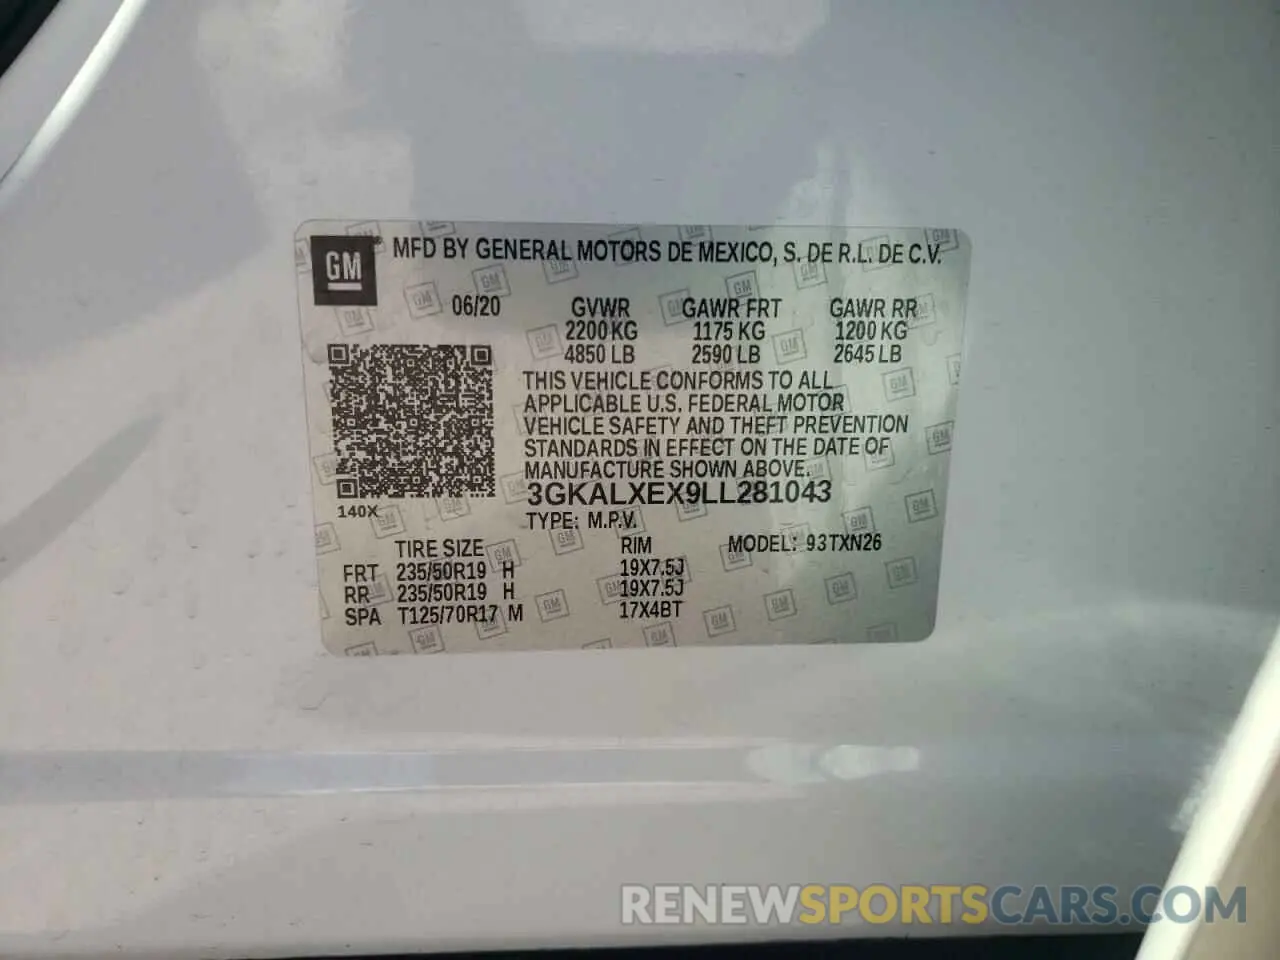 GM® MFD BY GENERAL MOTORS DE MEXICO, S. DE R.L. DE C.V.
06/20 GVWR GAWR FRT GAWR RR
2200 KG 1175 KG 1200 KG
4850 LB 2590 LB 2645 LB
THIS VEHICLE CONFORMS TO ALL
APPLICABLE U.S. FEDERAL MOTOR
VEHICLE SAFETY AND THEFT PREVENTION
STANDARDS IN EFFECT ON THE DATE OF
MANUFACTURE SHOWN ABOVE.
3GKALXEX9LL281043
140X
TYPE: M.P.V.
TIRE SIZE RIM MODEL: 93TXN26
FRT 235/50R19 H 19X7.5J
RR 235/50R19 H 19X7.5J
SPA T125/70R17 M 17X4BT
RENEWSPORTSCARS.COM